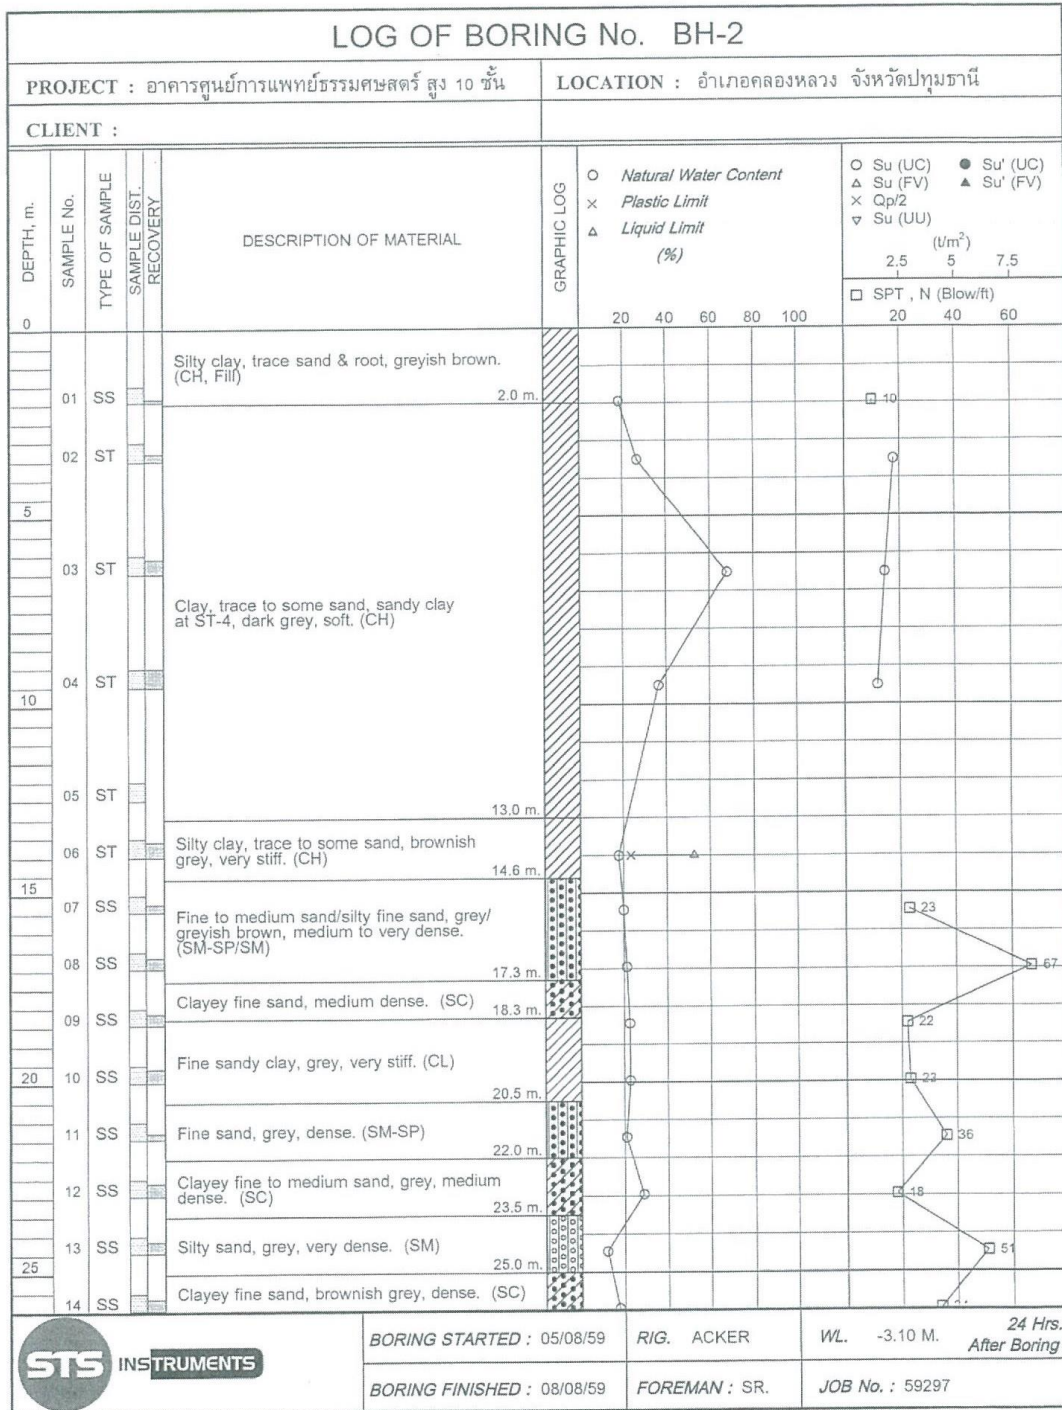 LOG OF BORING No. BH-2
PROJECT : อาคารศูนย์การแพทย์ธรรมศษสตร์ สูง 10 ชั้น
LOCATION : อำเภอคลองหลวง จังหวัดปทุมธานี
CLIENT :
DEPTH, m.
SAMPLE No.
TYPE OF SAMPLE
SAMPLE DIST.
RECOVERY
DESCRIPTION OF MATERIAL
GRAPHIC LOG
○ Natural Water Content
× Plastic Limit
△ Liquid Limit
(%)
20 40 60 80 100
○ Su (UC) ● Su' (UC)
△ Su (FV) ▲ Su' (FV)
× Qp/2
▽ Su (UU)
(t/m²)
2.5 5 7.5
□ SPT , N (Blow/ft)
20 40 60
0
Silty clay, trace sand & root, greyish brown.
(CH, Fill)
2.0 m.
01 SS
10
02 ST
5
03 ST
Clay, trace to some sand, sandy clay
at ST-4, dark grey, soft. (CH)
04 ST
10
05 ST
13.0 m.
06 ST
Silty clay, trace to some sand, brownish
grey, very stiff. (CH)
14.6 m.
15
07 SS
23
Fine to medium sand/silty fine sand, grey/
greyish brown, medium to very dense.
(SM-SP/SM)
08 SS
67
17.3 m.
Clayey fine sand, medium dense. (SC)
18.3 m.
09 SS
22
Fine sandy clay, grey, very stiff. (CL)
20
10 SS
23
20.5 m.
11 SS
Fine sand, grey, dense. (SM-SP)
36
22.0 m.
12 SS
Clayey fine to medium sand, grey, medium
dense. (SC)
18
23.5 m.
13 SS
Silty sand, grey, very dense. (SM)
51
25
25.0 m.
Clayey fine sand, brownish grey, dense. (SC)
14 SS
STS INSTRUMENTS
BORING STARTED : 05/08/59
RIG. ACKER
WL. -3.10 M.
24 Hrs.
After Boring
BORING FINISHED : 08/08/59
FOREMAN : SR.
JOB No. : 59297